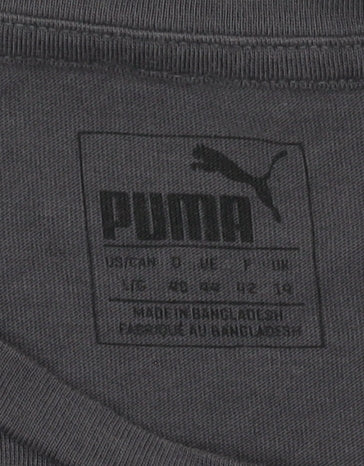 PUMA
US/CAN D UE F UK
L/G 40 44 42 14
MADE IN BANGLADESH
FABRIQUÉ AU BANGLADESH